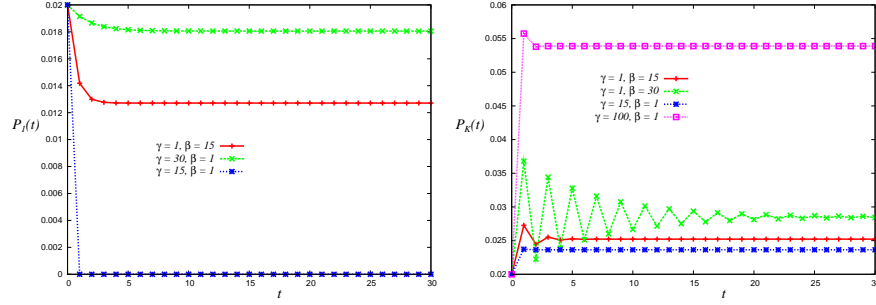 0.02
0.018
0.016
0.014
0.012
0.01
0.008
0.006
0.004
0.002
0
P_1(t)
γ = 1, β = 15
γ = 30, β = 1
γ = 15, β = 1
0 5 10 15 20 25 30
t
0.06
0.055
0.05
0.045
0.04
0.035
0.03
0.025
0.02
P_K(t)
γ = 1, β = 15
γ = 1, β = 30
γ = 15, β = 1
γ = 100, β = 1
0 5 10 15 20 25 30
t